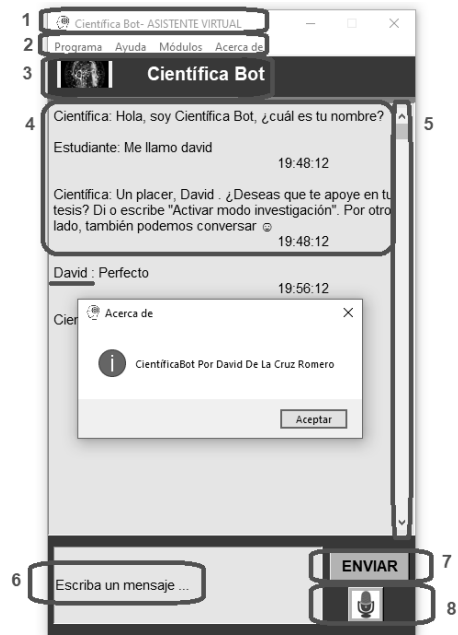 1
Científica Bot- ASISTENTE VIRTUAL
2
Programa Ayuda Módulos Acerca de
3
Científica Bot
4
5
Científica: Hola, soy Científica Bot, ¿cuál es tu nombre?
Estudiante: Me llamo david
19:48:12
Científica: Un placer, David . ¿Deseas que te apoye en tu
tesis? Di o escribe "Activar modo investigación". Por otro
lado, también podemos conversar ☺
19:48:12
David : Perfecto
19:56:12
Cien
Acerca de
CientíficaBot Por David De La Cruz Romero
Aceptar
6
Escriba un mensaje ...
ENVIAR
7
8